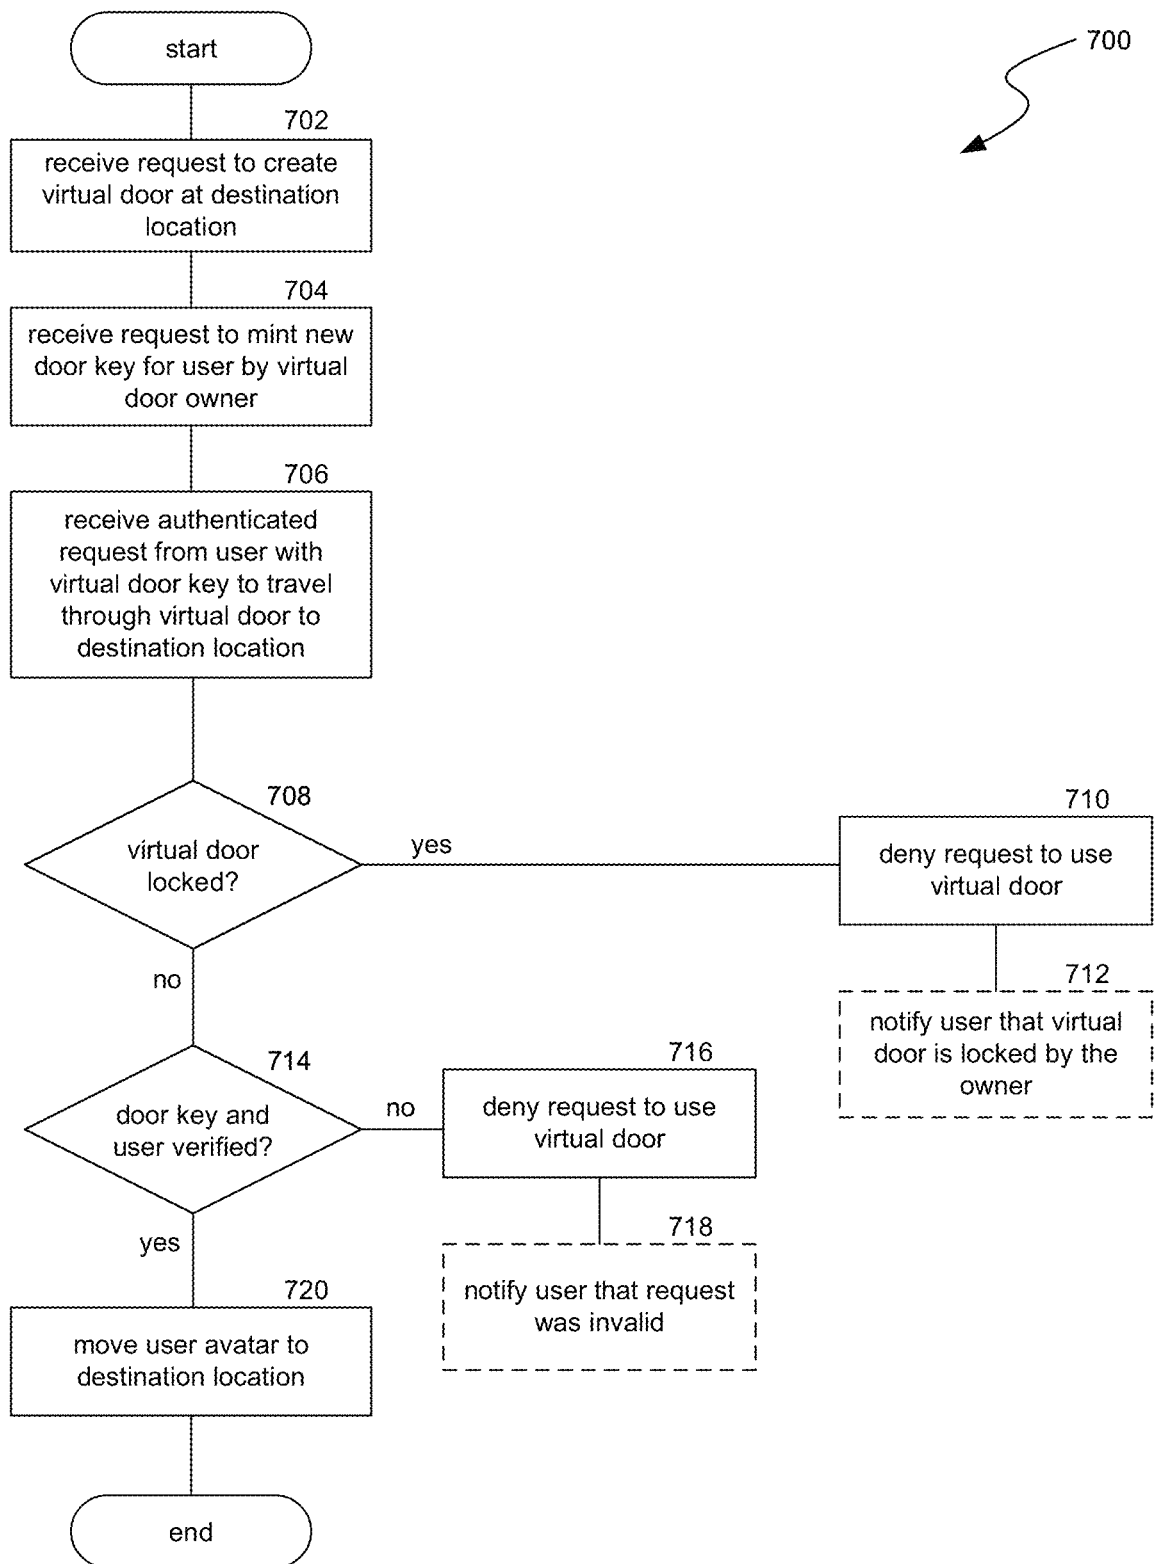 start
700
702
receive request to create
virtual door at destination
location
704
receive request to mint new
door key for user by virtual
door owner
706
receive authenticated
request from user with
virtual door key to travel
through virtual door to
destination location
708
virtual door
locked?
yes
710
deny request to use
virtual door
no
712
notify user that virtual
door is locked by the
owner
714
door key and
user verified?
no
716
deny request to use
virtual door
718
notify user that request
was invalid
yes
720
move user avatar to
destination location
end